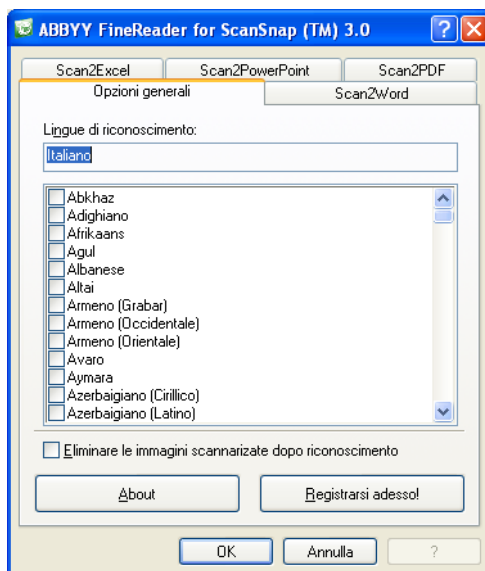 ABBYY FineReader for ScanSnap (TM) 3.0
Scan2Excel Scan2PowerPoint Scan2PDF
Opzioni generali Scan2Word
Lingue di riconoscimento:
Italiano
Abkhaz
Adighiano
Afrikaans
Agul
Albanese
Altai
Armeno (Grabar)
Armeno (Occidentale)
Armeno (Orientale)
Avaro
Aymara
Azerbaigiano (Cirillico)
Azerbaigiano (Latino)
Eliminare le immagini scannarizate dopo riconoscimento
About Registrarsi adesso!
OK Annulla ?